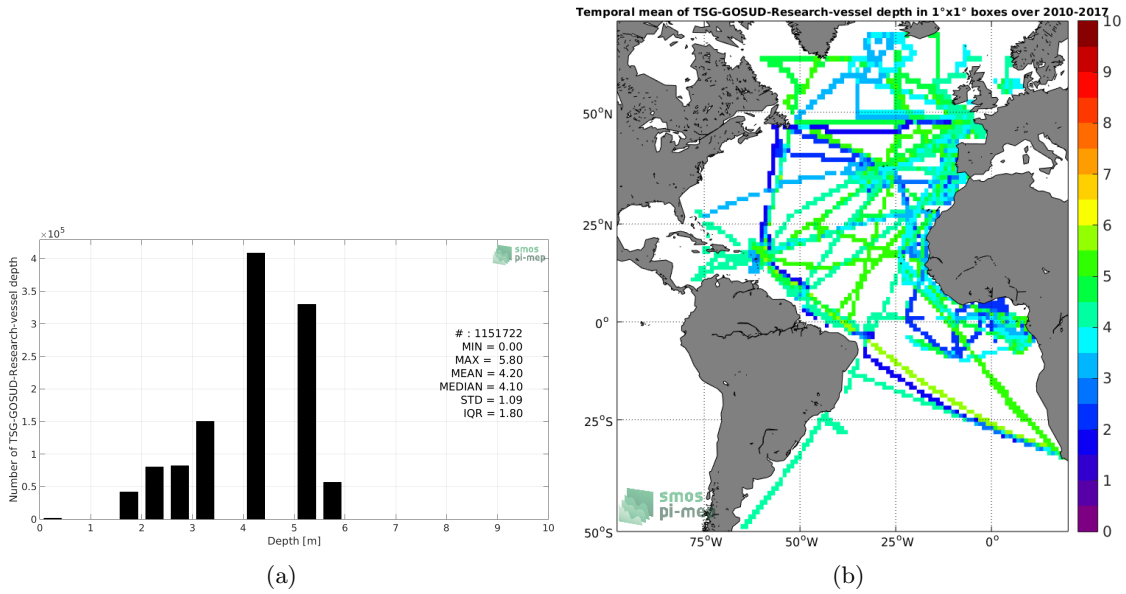 ×10⁵
4
3.5
3
2.5
2
1.5
1
0.5
0
Number of TSG-GOSUD-Research-vessel depth
smos
pi-mep
# : 1151722
MIN = 0.00
MAX = 5.80
MEAN = 4.20
MEDIAN = 4.10
STD = 1.09
IQR = 1.80
0 1 2 3 4 5 6 7 8 9 10
Depth [m]
(a)
Temporal mean of TSG-GOSUD-Research-vessel depth in 1°x1° boxes over 2010-2017
50°N
25°N
0°
25°S
50°S
75°W 50°W 25°W 0°
smos
pi-mep
10
9
8
7
6
5
4
3
2
1
0
(b)